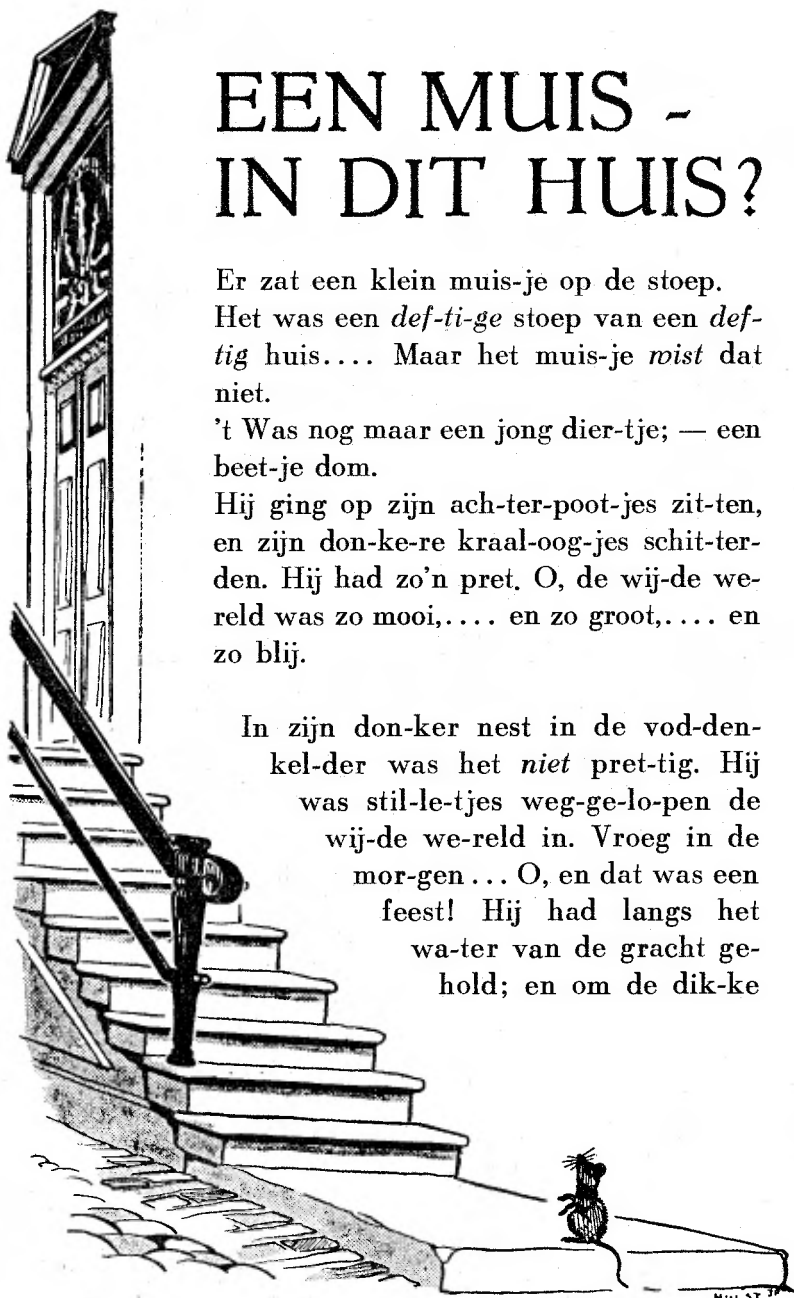 EEN MUIS -
IN DIT HUIS?
Er zat een klein muis-je op de stoep.
Het was een def-ti-ge stoep van een def-
tig huis.... Maar het muis-je wist dat
niet.
't Was nog maar een jong dier-tje; — een
beet-je dom.
Hij ging op zijn ach-ter-poot-jes zit-ten,
en zijn don-ke-re kraal-oog-jes schit-ter-
den. Hij had zo'n pret. O, de wij-de we-
reld was zo mooi,.... en zo groot,.... en
zo blij.
In zijn don-ker nest in de vod-den-
kel-der was het niet pret-tig. Hij
was stil-le-tjes weg-ge-lo-pen de
wij-de we-reld in. Vroeg in de
mor-gen ... O, en dat was een
feest! Hij had langs het
wa-ter van de gracht ge-
hold; en om de dik-ke